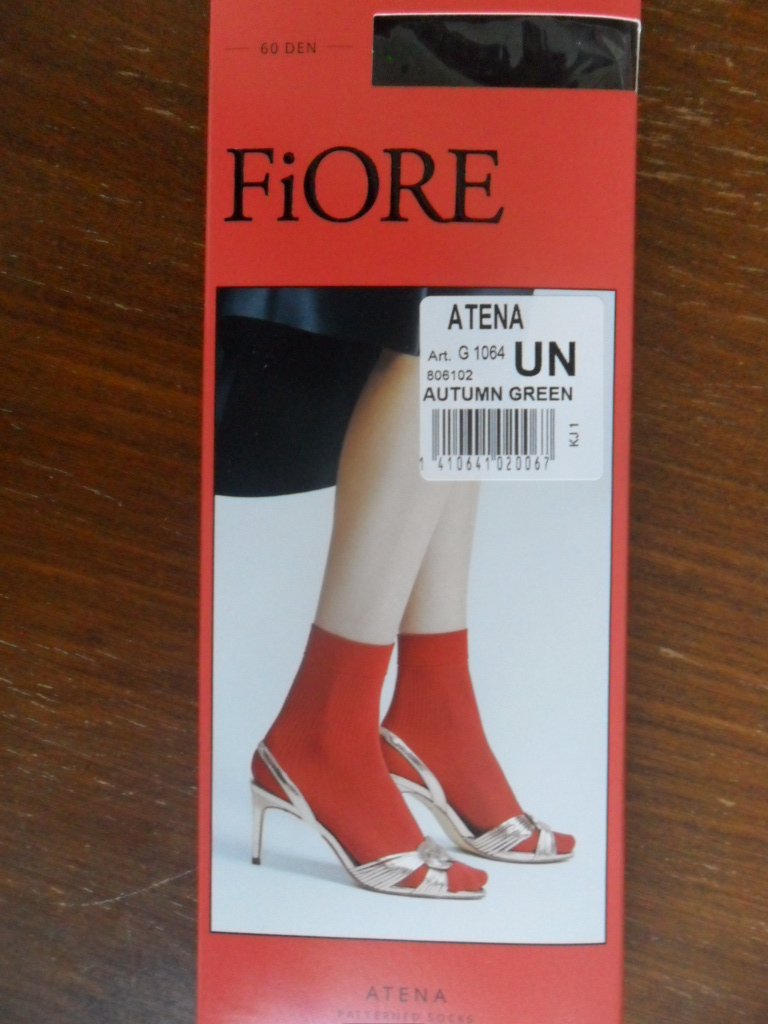 60 DEN
FiORE
ATENA
Art. G 1064 UN
806102
AUTUMN GREEN
KJ1
1 410641 020067
ATENA
PATTERNED SOCKS